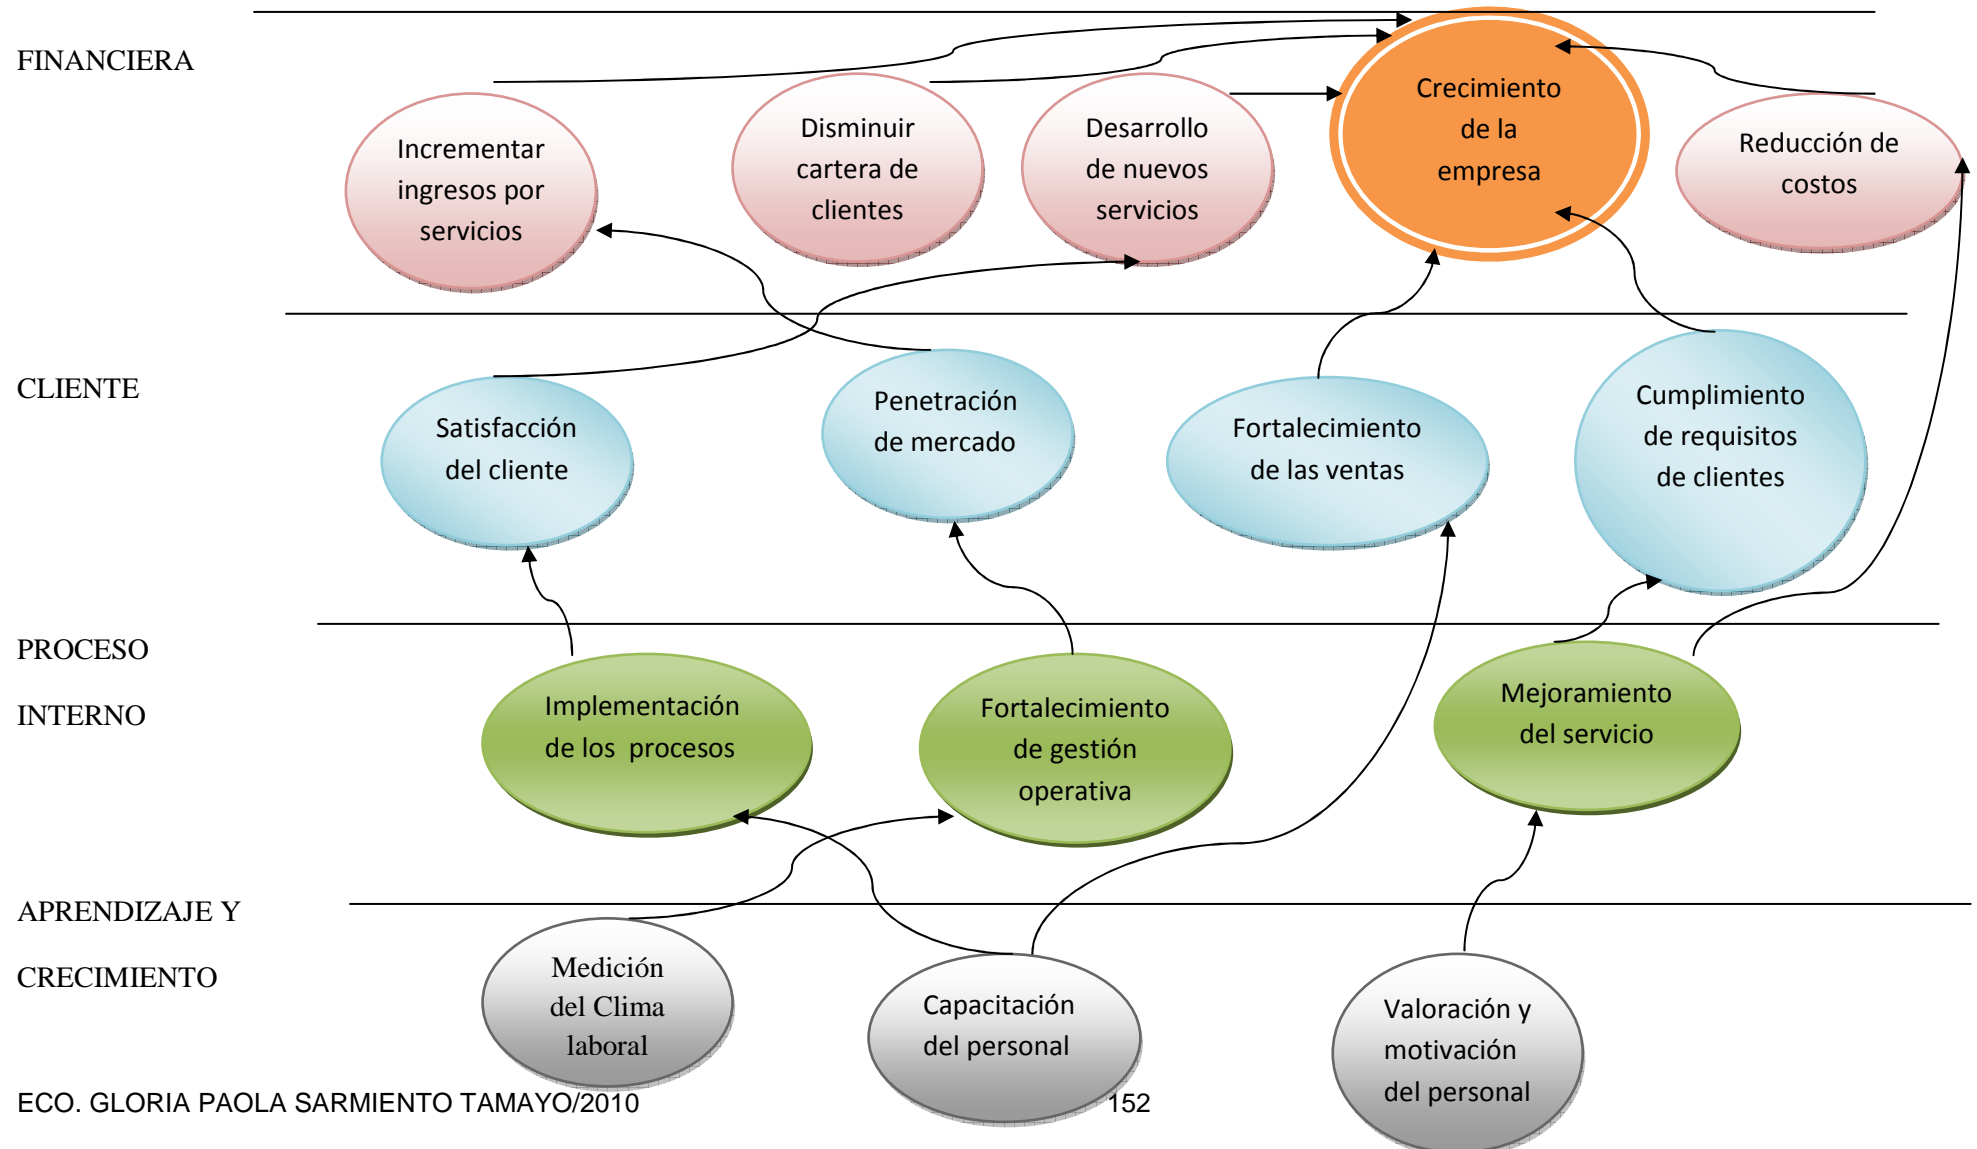 FINANCIERA
Incrementar
ingresos por
servicios
Disminuir
cartera de
clientes
Desarrollo
de nuevos
servicios
Crecimiento
de la
empresa
Reducción de
costos
CLIENTE
Satisfacción
del cliente
Penetración
de mercado
Fortalecimiento
de las ventas
Cumplimiento
de requisitos
de clientes
PROCESO
INTERNO
Implementación
de los procesos
Fortalecimiento
de gestión
operativa
Mejoramiento
del servicio
APRENDIZAJE Y
CRECIMIENTO
Medición
del Clima
laboral
Capacitación
del personal
Valoración y
motivación
del personal
ECO. GLORIA PAOLA SARMIENTO TAMAYO/2010
152